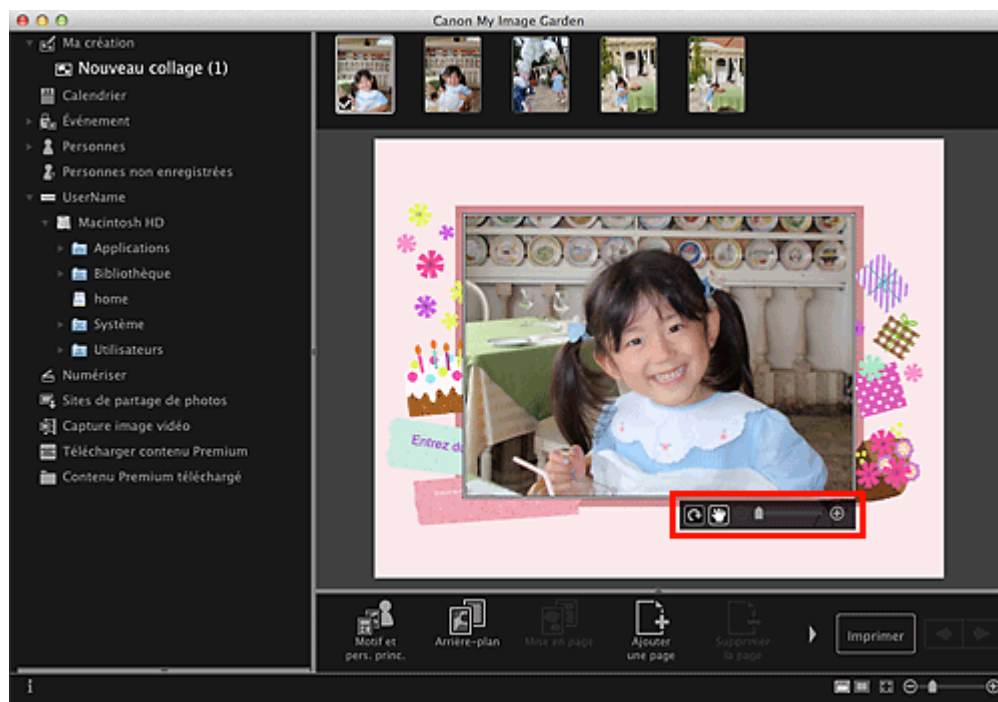 Canon My Image Garden
Ma création
Nouveau collage (1)
Calendrier
Événement
Personnes
Personnes non enregistrées
UserName
Macintosh HD
Applications
Bibliothèque
home
Système
Utilisateurs
Numériser
Sites de partage de photos
Capture image vidéo
Télécharger contenu Premium
Contenu Premium téléchargé
Entrez d
Motif et
pers. princ.
Arrière-plan
Mise en page
Ajouter
une page
Supprimer
la page
Imprimer